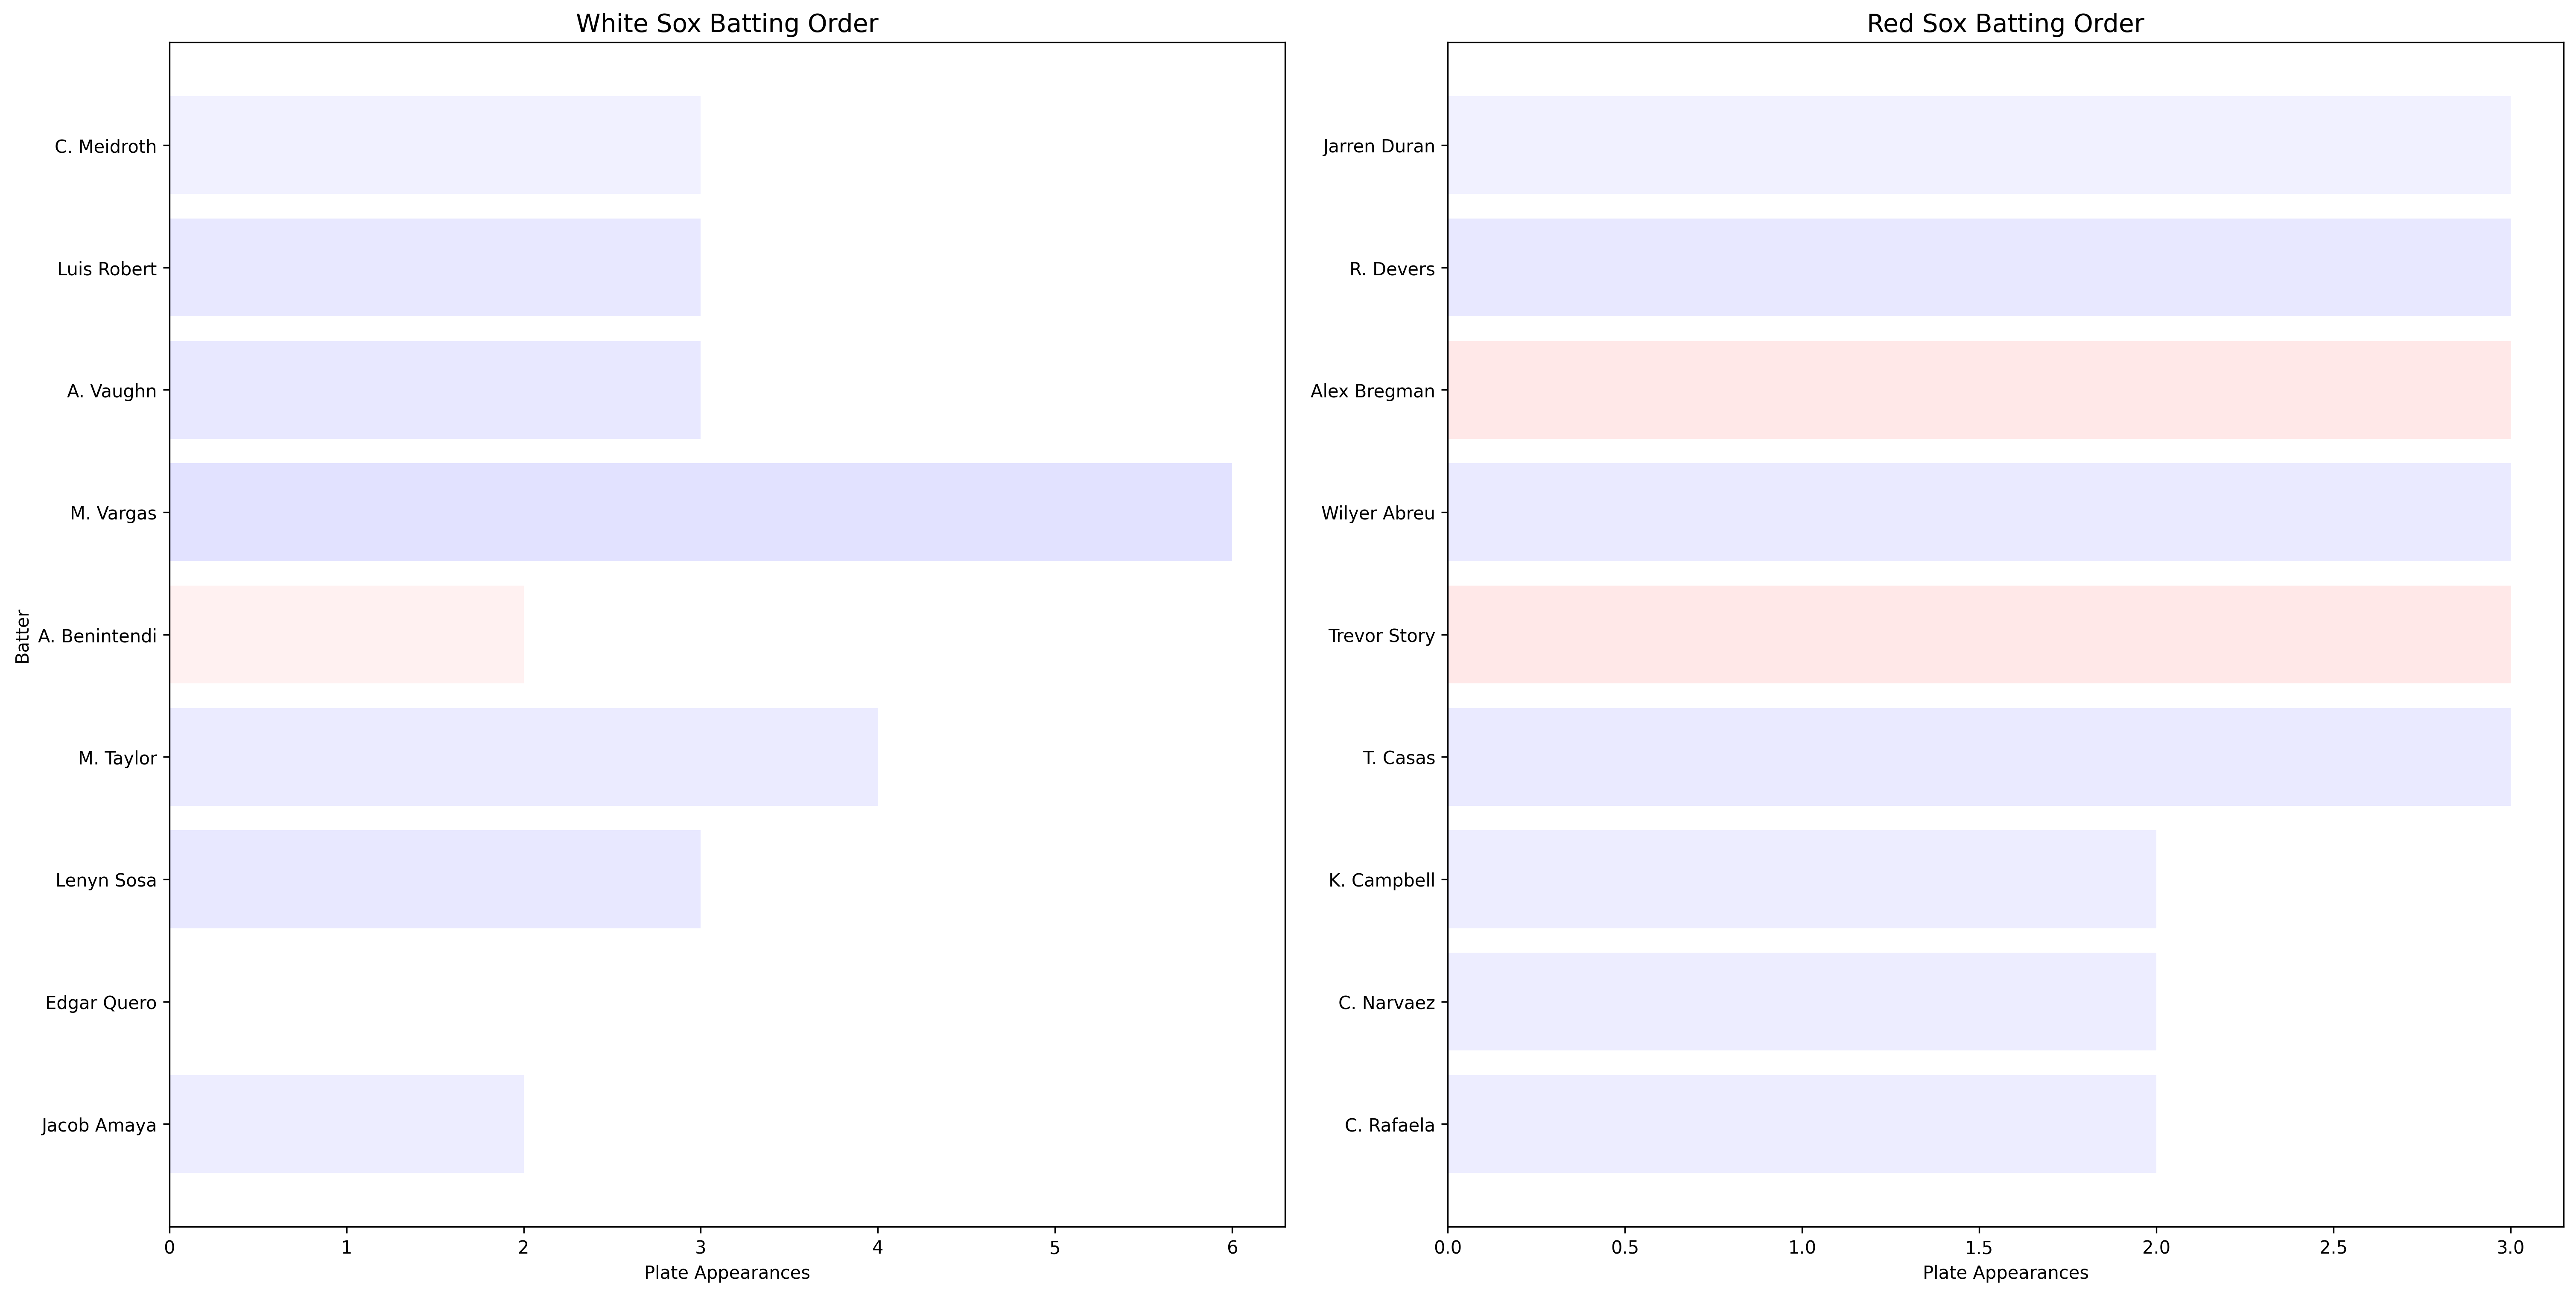 White Sox Batting Order
Batter
C. Meidroth
Luis Robert
A. Vaughn
M. Vargas
A. Benintendi
M. Taylor
Lenyn Sosa
Edgar Quero
Jacob Amaya
0 1 2 3 4 5 6
Plate Appearances
Red Sox Batting Order
Jarren Duran
R. Devers
Alex Bregman
Wilyer Abreu
Trevor Story
T. Casas
K. Campbell
C. Narvaez
C. Rafaela
0.0 0.5 1.0 1.5 2.0 2.5 3.0
Plate Appearances